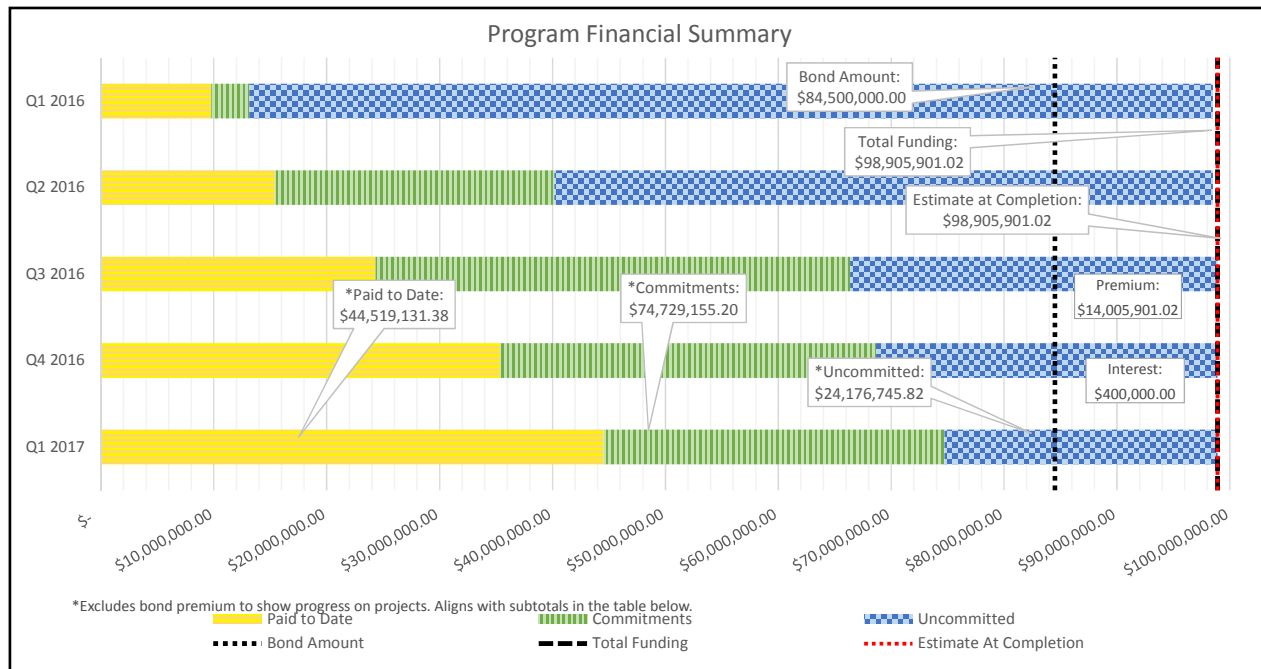 Program Financial Summary
Q1 2016
Bond Amount:
$84,500,000.00
Total Funding:
$98,905,901.02
Q2 2016
Estimate at Completion:
$98,905,901.02
Q3 2016
*Paid to Date:
$44,519,131.38
*Commitments:
$74,729,155.20
Premium:
$14,005,901.02
Q4 2016
*Uncommitted:
$24,176,745.82
Interest:
$400,000.00
Q1 2017
$-
$10,000,000.00
$20,000,000.00
$30,000,000.00
$40,000,000.00
$50,000,000.00
$60,000,000.00
$70,000,000.00
$80,000,000.00
$90,000,000.00
$100,000,000.00
*Excludes bond premium to show progress on projects. Aligns with subtotals in the table below.
Paid to Date
Commitments
Uncommitted
Bond Amount
Total Funding
Estimate At Completion